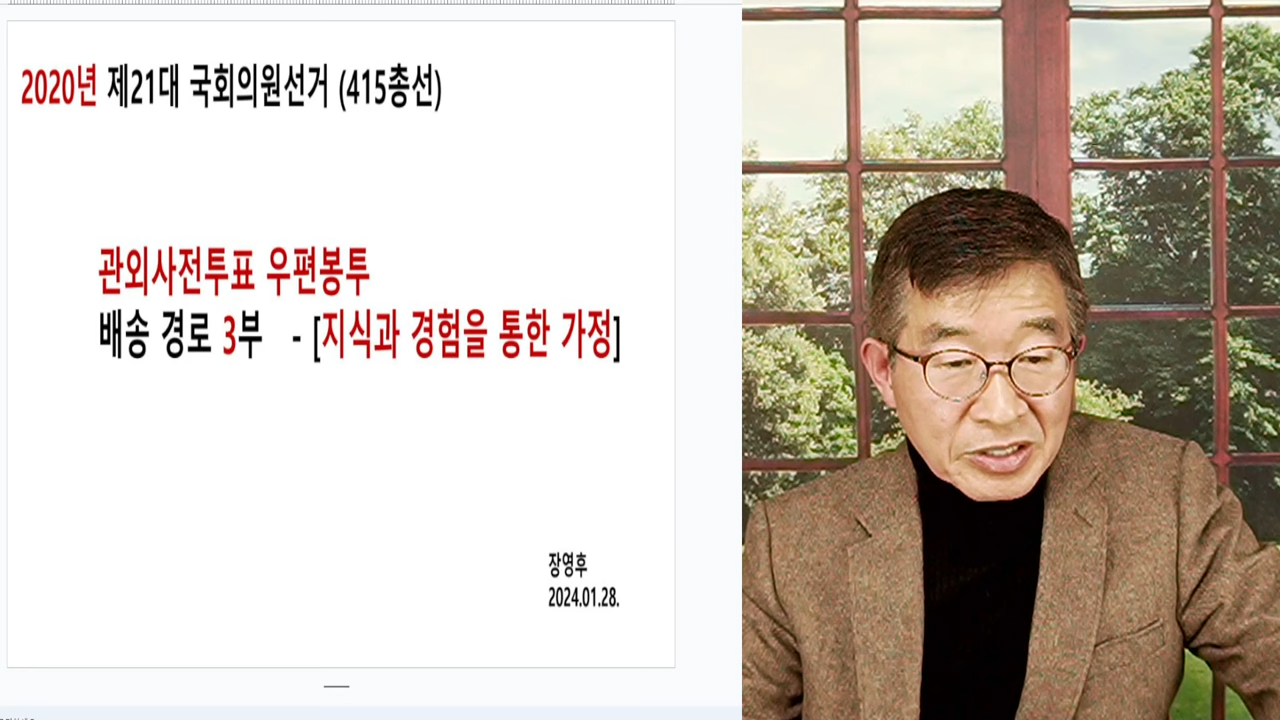 2020년 제21대 국회의원선거 (415총선)
관외사전투표 우편봉투
배송 경로 3부 - [지식과 경험을 통한 가정]
장영후
2024.01.28.